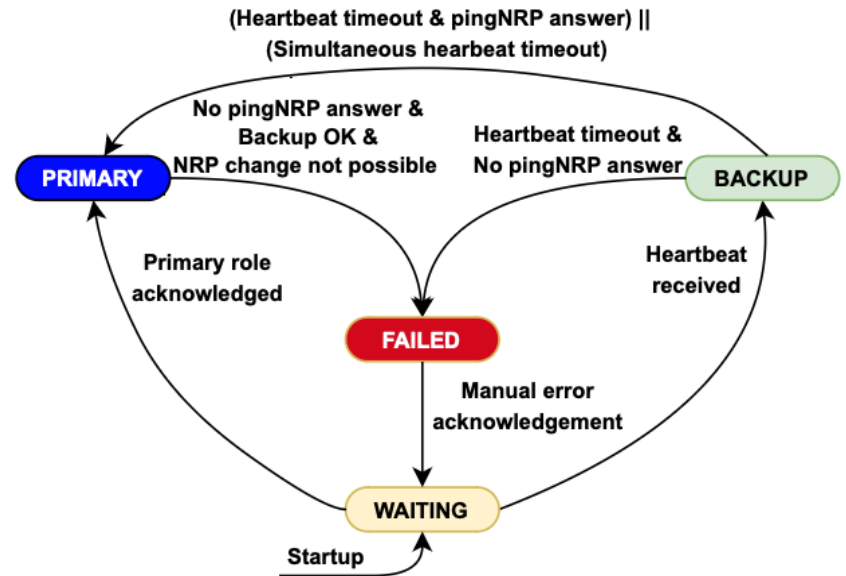 (Heartbeat timeout & pingNRP answer) ||
(Simultaneous hearbeat timeout)
No pingNRP answer &
Backup OK &
NRP change not possible
Heartbeat timeout &
No pingNRP answer
PRIMARY
BACKUP
Primary role
acknowledged
Heartbeat
received
FAILED
Manual error
acknowledgement
WAITING
Startup